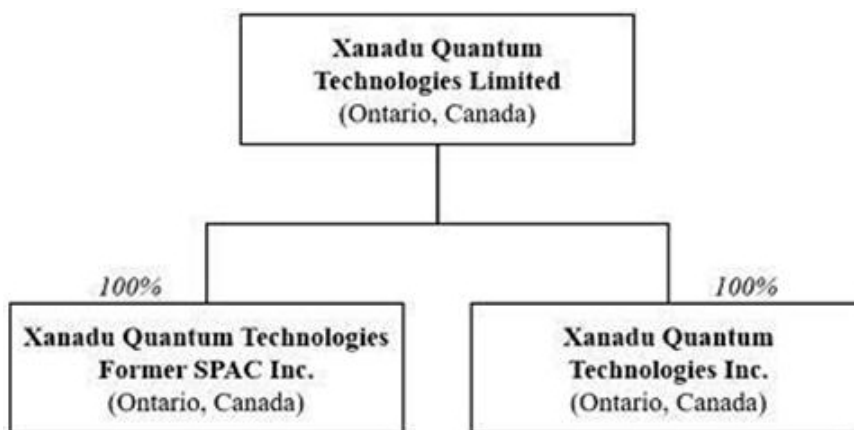 Xanadu Quantum
Technologies Limited
(Ontario, Canada)
100%
100%
Xanadu Quantum Technologies
Former SPAC Inc.
(Ontario, Canada)
Xanadu Quantum
Technologies Inc.
(Ontario, Canada)